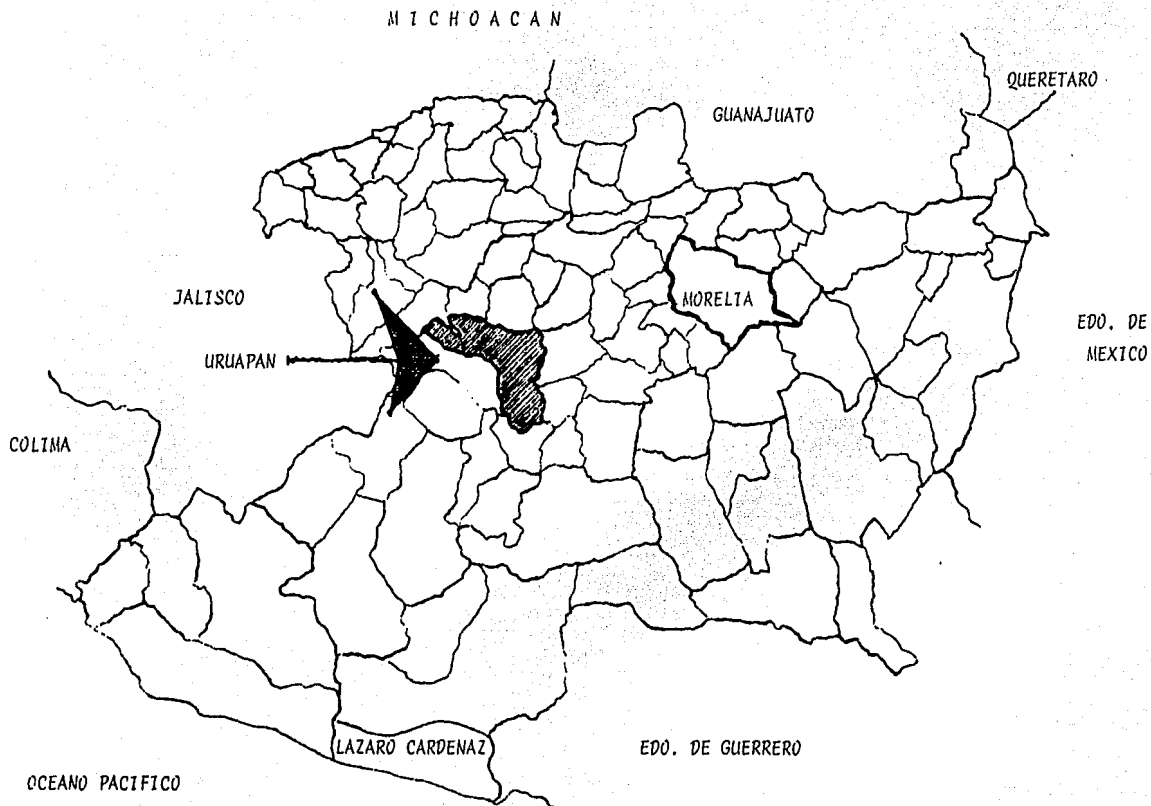 MICHOACAN
QUERETARO
GUANAJUATO
JALISCO
MORELIA
EDO. DE
MEXICO
URUAPAN
COLIMA
LAZARO CARDENAZ
EDO. DE GUERRERO
OCEANO PACIFICO